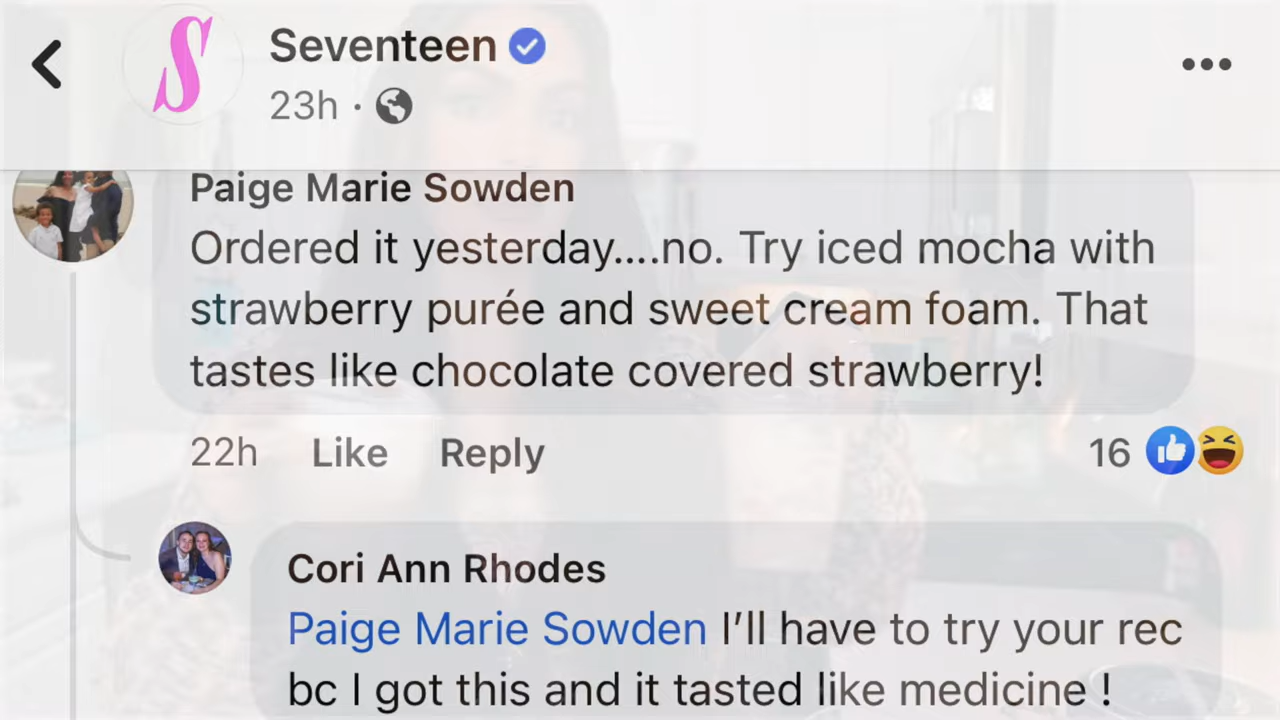 Seventeen
23h ·
Paige Marie Sowden
Ordered it yesterday....no. Try iced mocha with
strawberry purée and sweet cream foam. That
tastes like chocolate covered strawberry!
22h Like Reply 16
Cori Ann Rhodes
Paige Marie Sowden I’ll have to try your rec
bc I got this and it tasted like medicine !